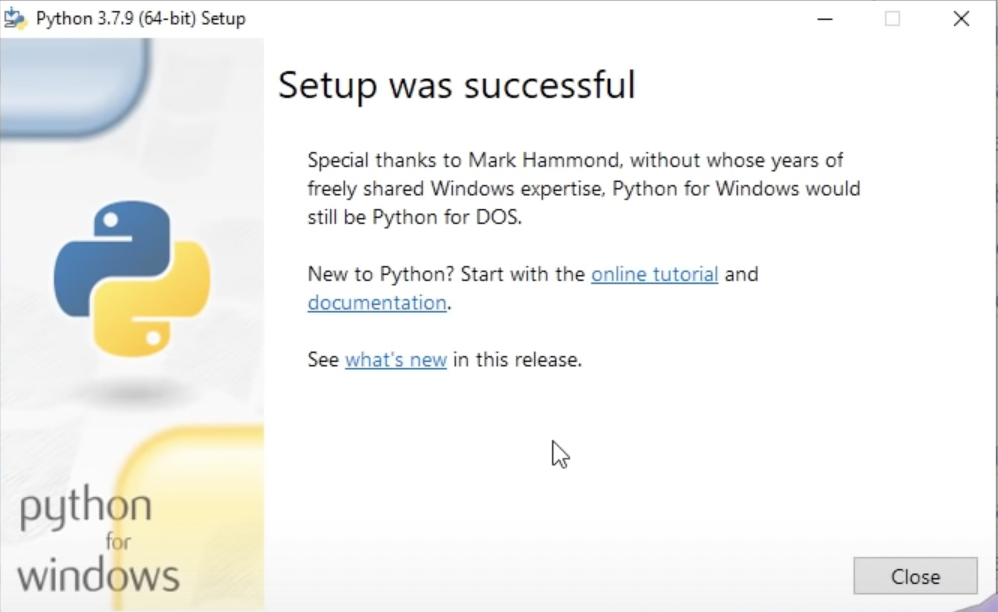 Python 3.7.9 (64-bit) Setup
Setup was successful
Special thanks to Mark Hammond, without whose years of
freely shared Windows expertise, Python for Windows would
still be Python for DOS.
New to Python? Start with the online tutorial and
documentation.
See what's new in this release.
python
for
windows
Close